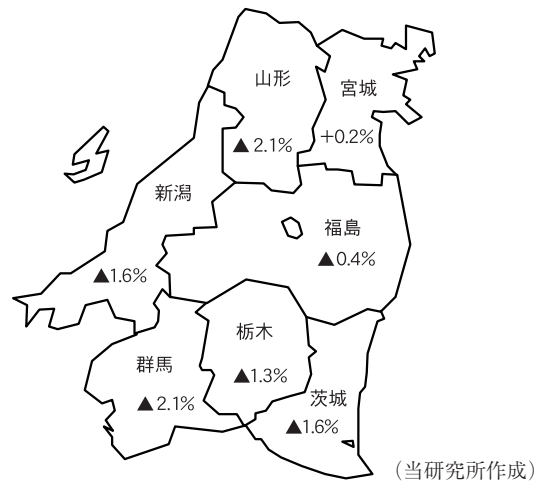 山形
▲2.1%
宮城
+0.2%
新潟
▲1.6%
福島
▲0.4%
栃木
▲1.3%
群馬
▲2.1%
茨城
▲1.6%
（当研究所作成）